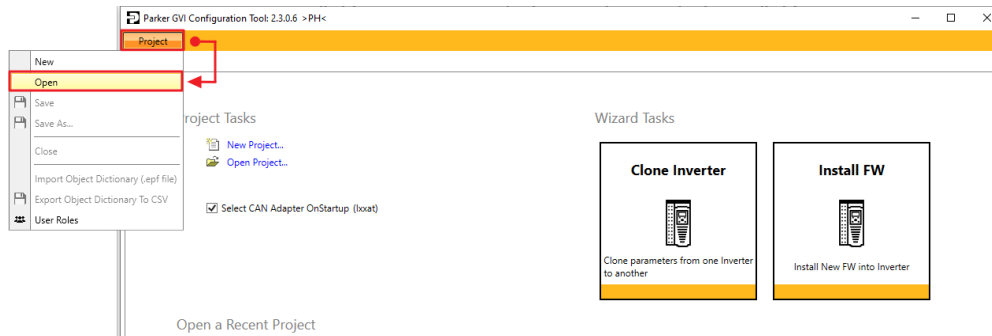 Parker GVI Configuration Tool: 2.3.0.6 >PH<
Project
New
Open
Save
Save As...
Close
Import Object Dictionary (.epf file)
Export Object Dictionary To CSV
User Roles
roject Tasks
New Project...
Open Project...
Select CAN Adapter OnStartup (Ixxat)
Open a Recent Project
Wizard Tasks
Clone Inverter
Clone parameters from one Inverter
to another
Install FW
Install New FW into Inverter